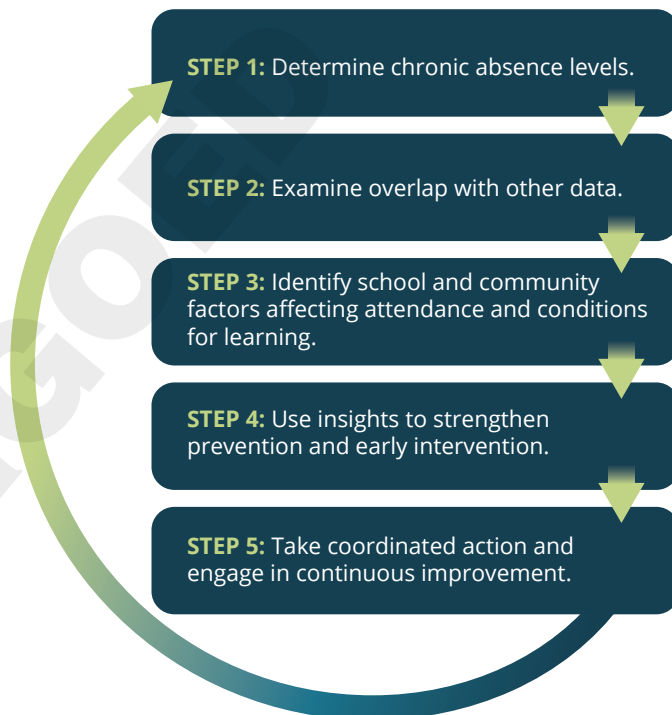 STEP 1: Determine chronic absence levels.
STEP 2: Examine overlap with other data.
STEP 3: Identify school and community
factors affecting attendance and conditions
for learning.
STEP 4: Use insights to strengthen
prevention and early intervention.
STEP 5: Take coordinated action and
engage in continuous improvement.